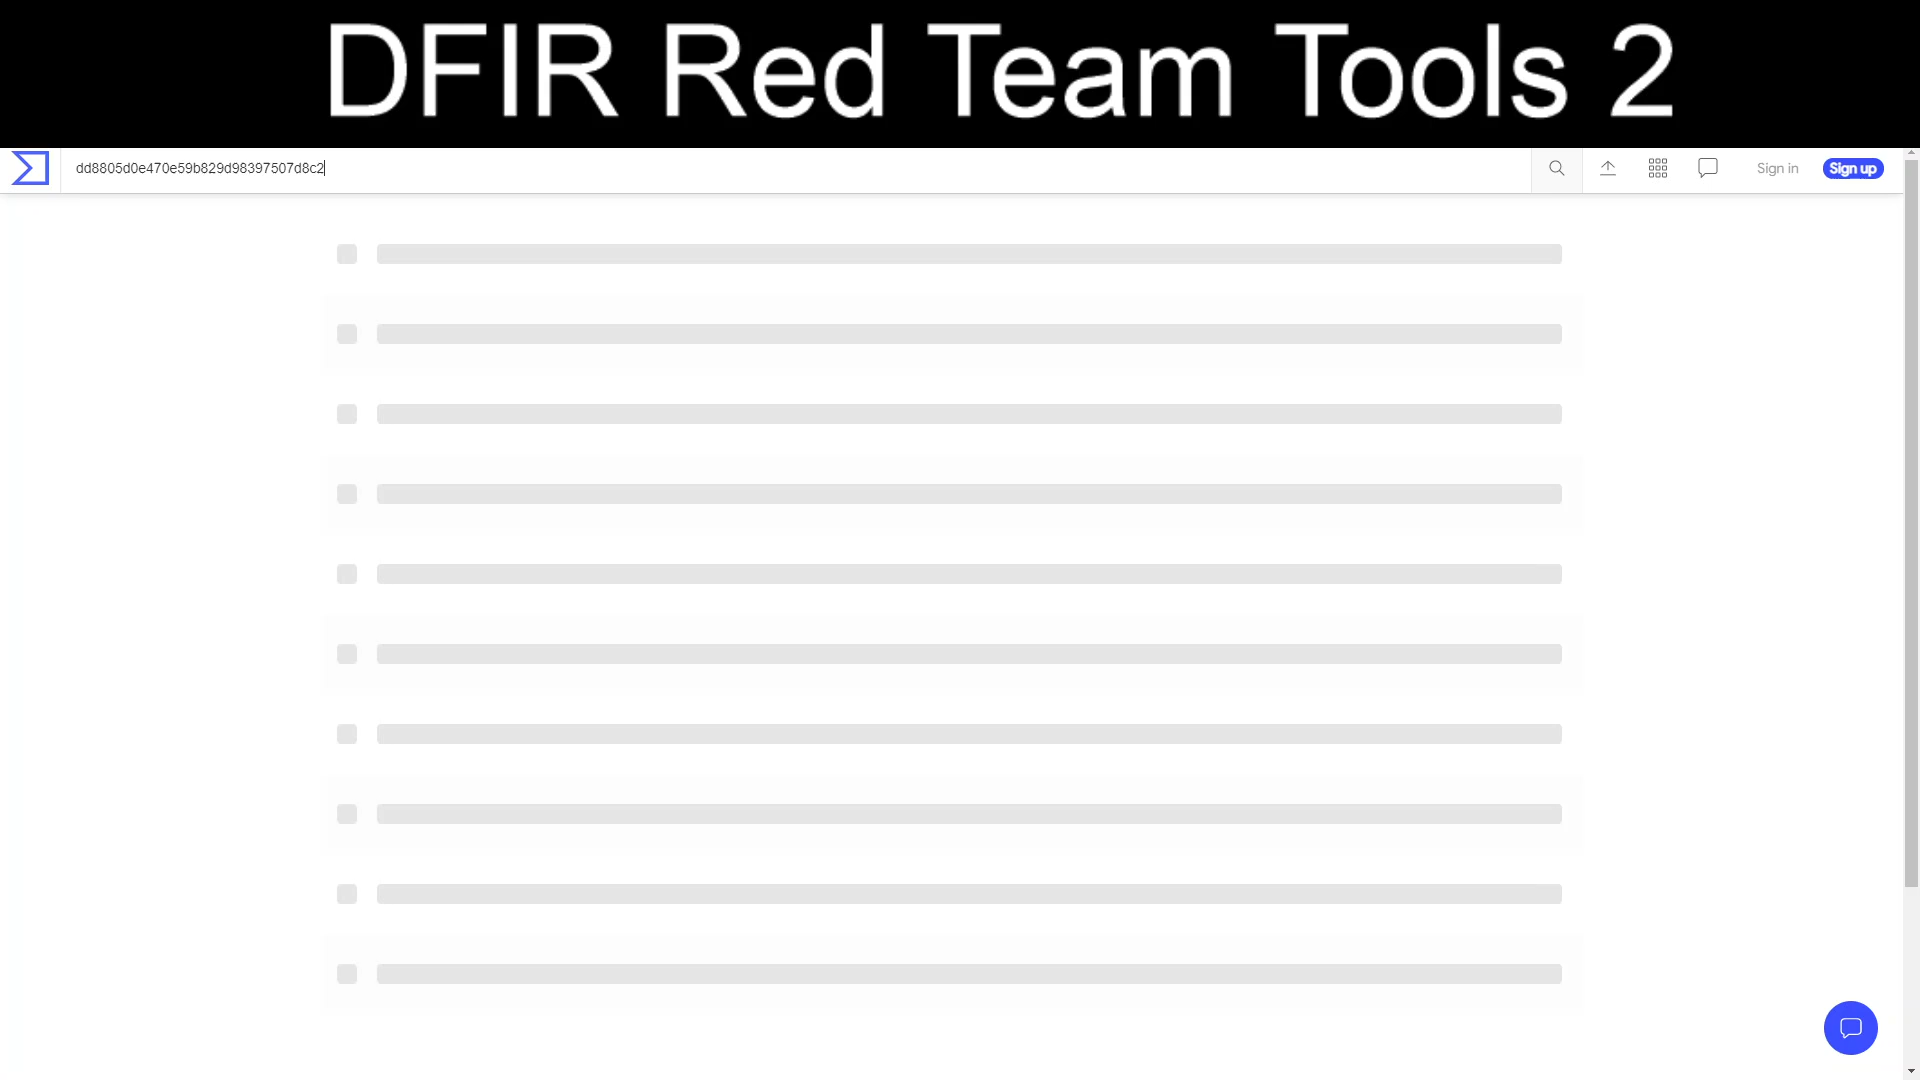 DFIR Red Team Tools 2
dd8805d0e470e59b829d98397507d8c2
Sign in
Sign up